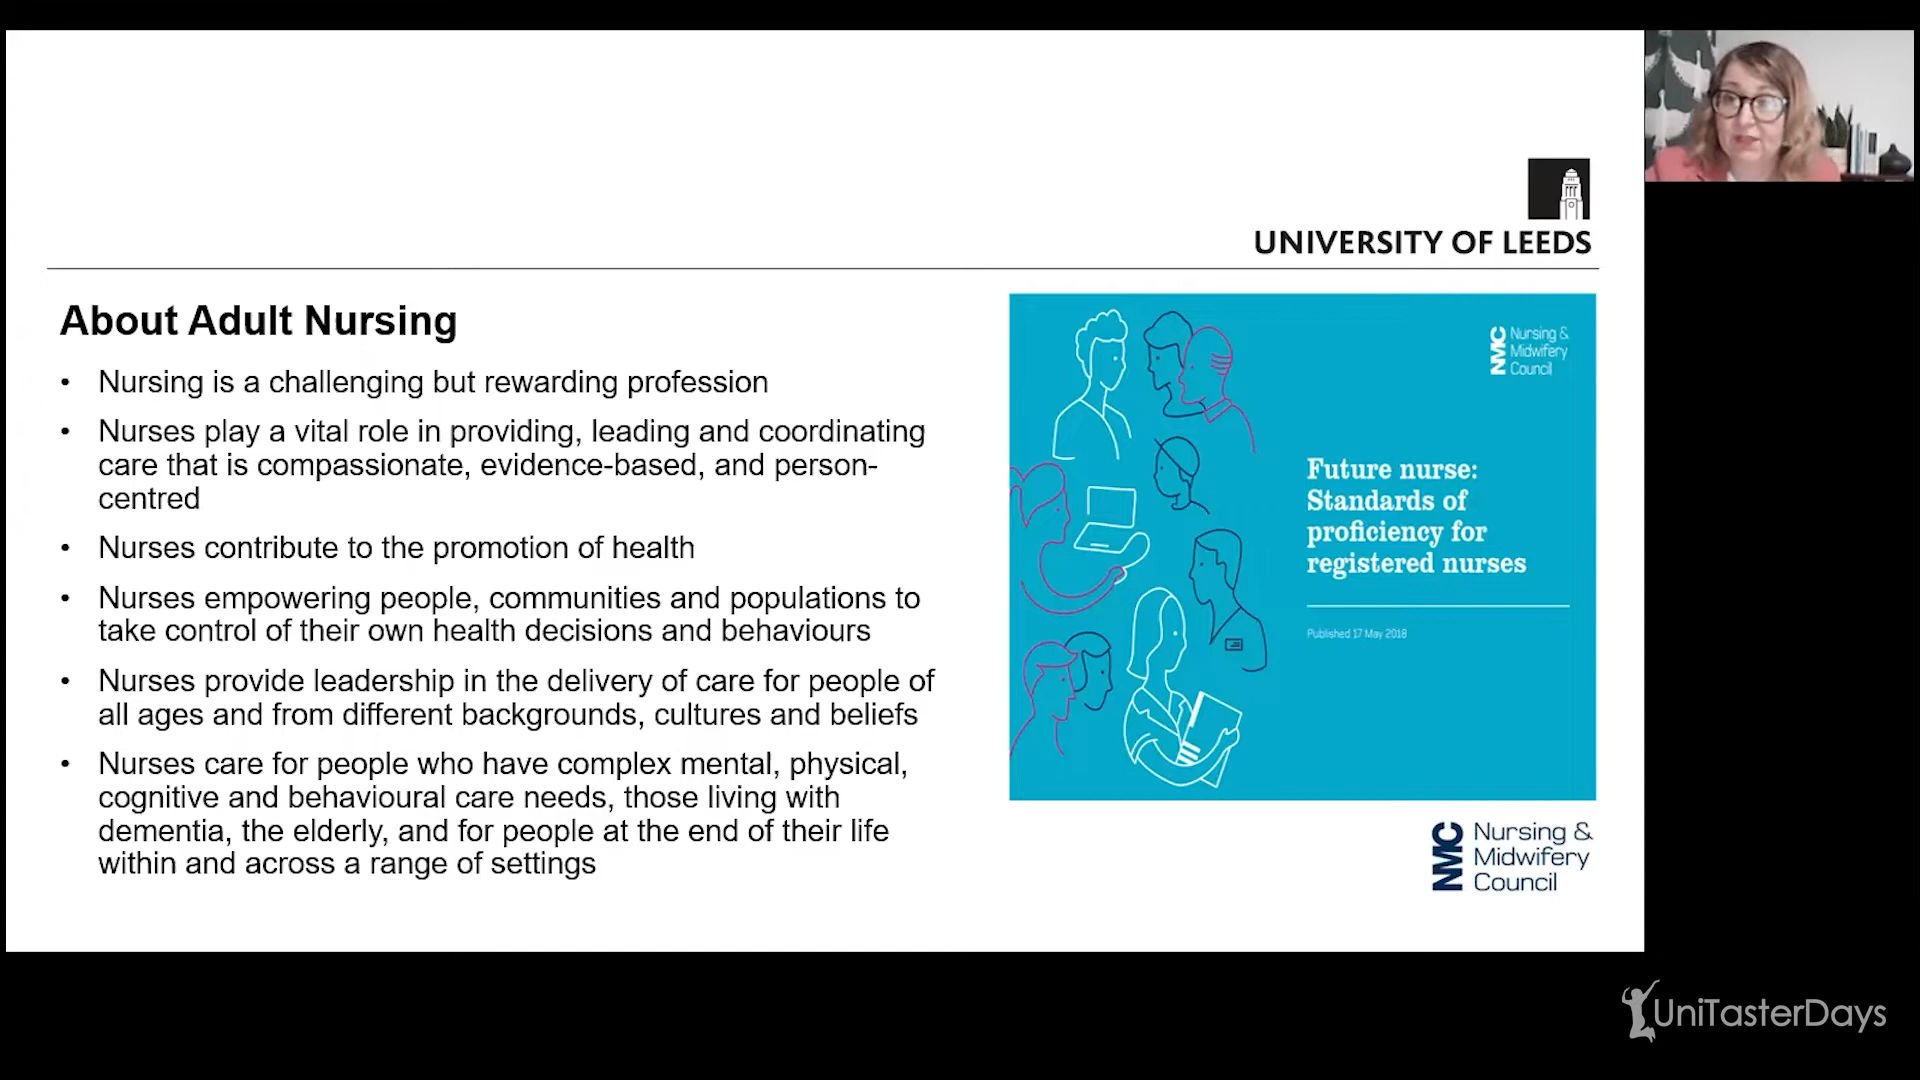 UNIVERSITY OF LEEDS
About Adult Nursing
• Nursing is a challenging but rewarding profession
• Nurses play a vital role in providing, leading and coordinating
care that is compassionate, evidence-based, and person-
centred
• Nurses contribute to the promotion of health
• Nurses empowering people, communities and populations to
take control of their own health decisions and behaviours
• Nurses provide leadership in the delivery of care for people of
all ages and from different backgrounds, cultures and beliefs
• Nurses care for people who have complex mental, physical,
cognitive and behavioural care needs, those living with
dementia, the elderly, and for people at the end of their life
within and across a range of settings
NMC
Nursing &
Midwifery
Council
Future nurse:
Standards of
proficiency for
registered nurses
Published 17 May 2018
NMC
Nursing &
Midwifery
Council
UniTasterDays